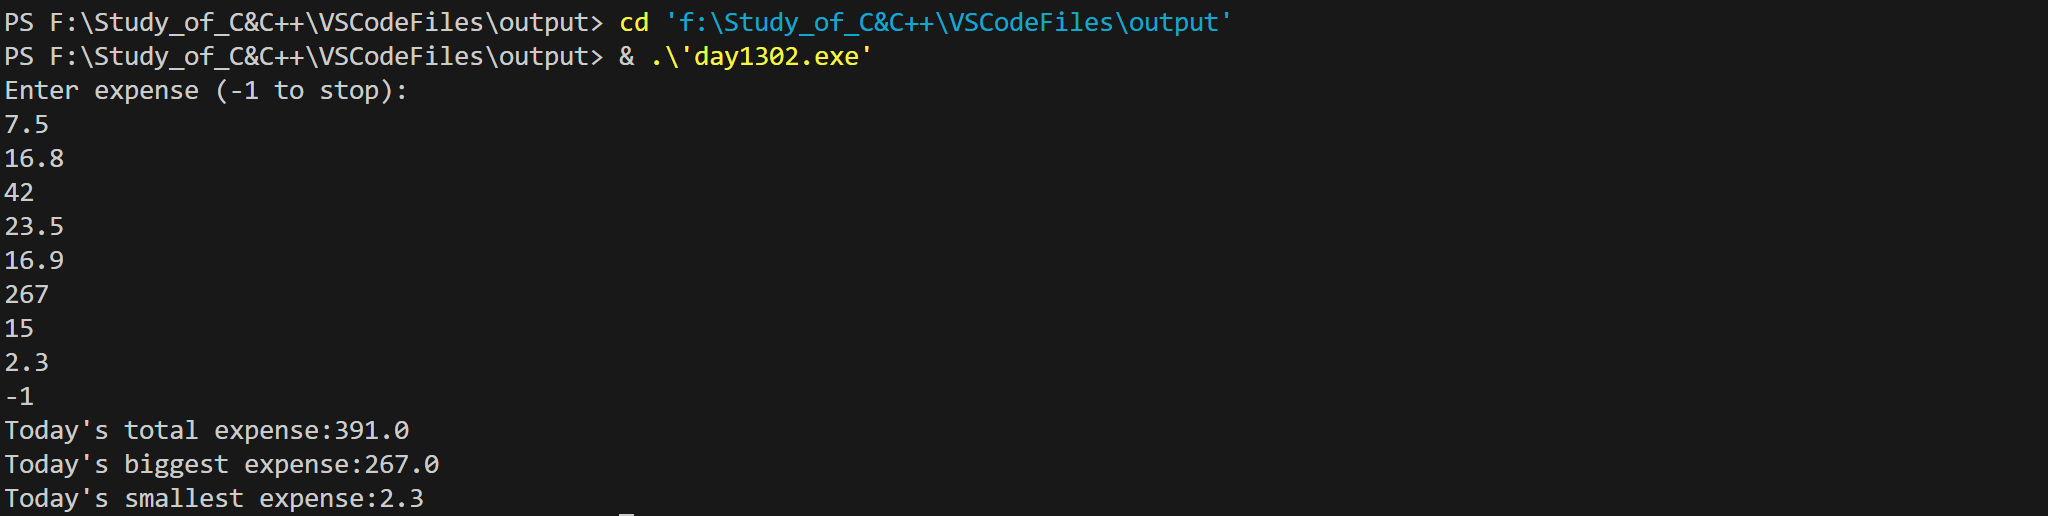 PS F:\Study_of_C&C++\VSCodeFiles\output> cd 'f:\Study_of_C&C++\VSCodeFiles\output'
PS F:\Study_of_C&C++\VSCodeFiles\output> & .\'day1302.exe'
Enter expense (-1 to stop):
7.5
16.8
42
23.5
16.9
267
15
2.3
-1
Today's total expense:391.0
Today's biggest expense:267.0
Today's smallest expense:2.3